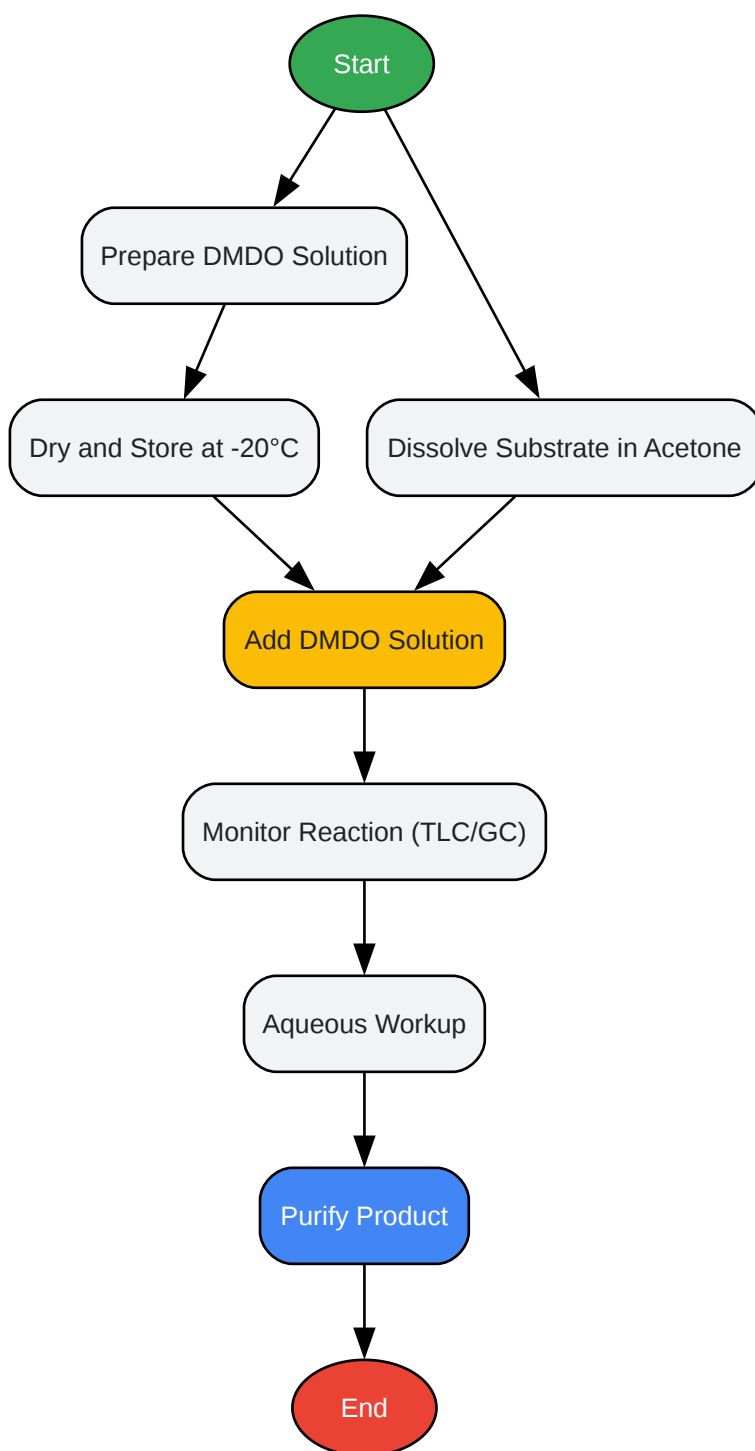 Start
Prepare DMDO Solution
Dry and Store at -20°C
Dissolve Substrate in Acetone
Add DMDO Solution
Monitor Reaction (TLC/GC)
Aqueous Workup
Purify Product
End